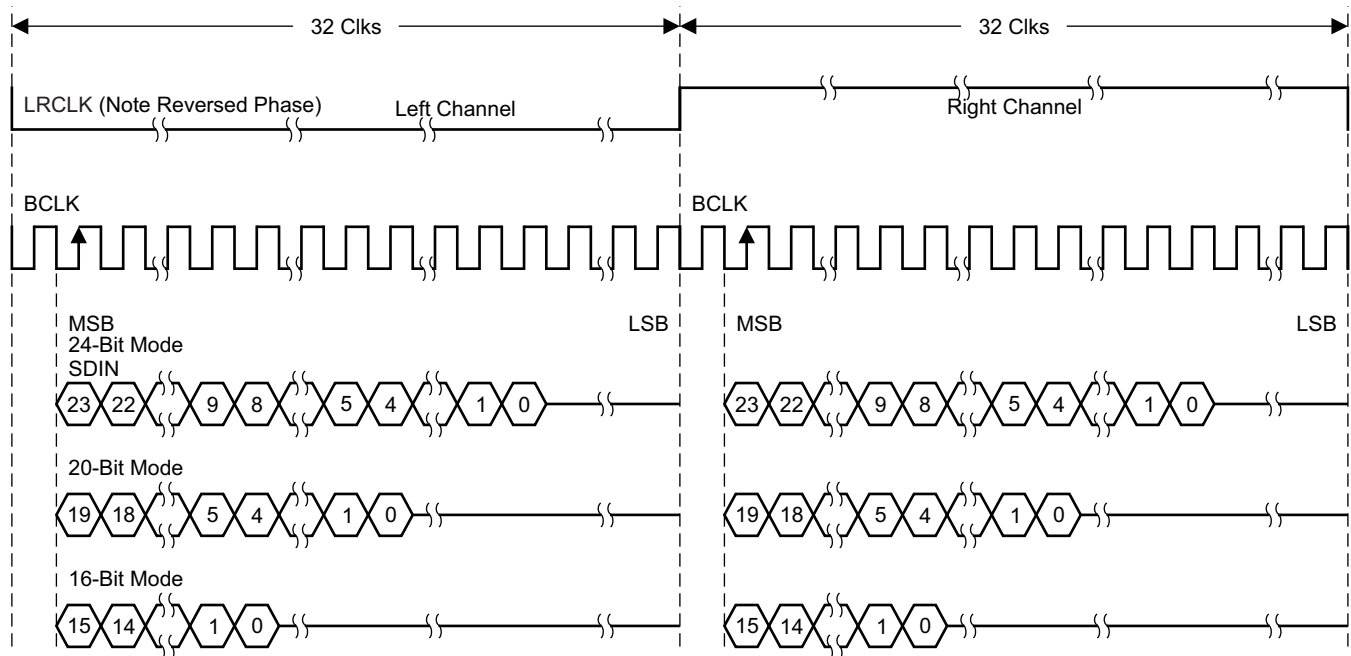 32 Clks 32 Clks
LRCLK (Note Reversed Phase) Left Channel Right Channel
BCLK BCLK
MSB LSB MSB LSB
24-Bit Mode
SDIN
23 22 9 8 5 4 1 0 23 22 9 8 5 4 1 0
20-Bit Mode
19 18 5 4 1 0 19 18 5 4 1 0
16-Bit Mode
15 14 1 0 15 14 1 0